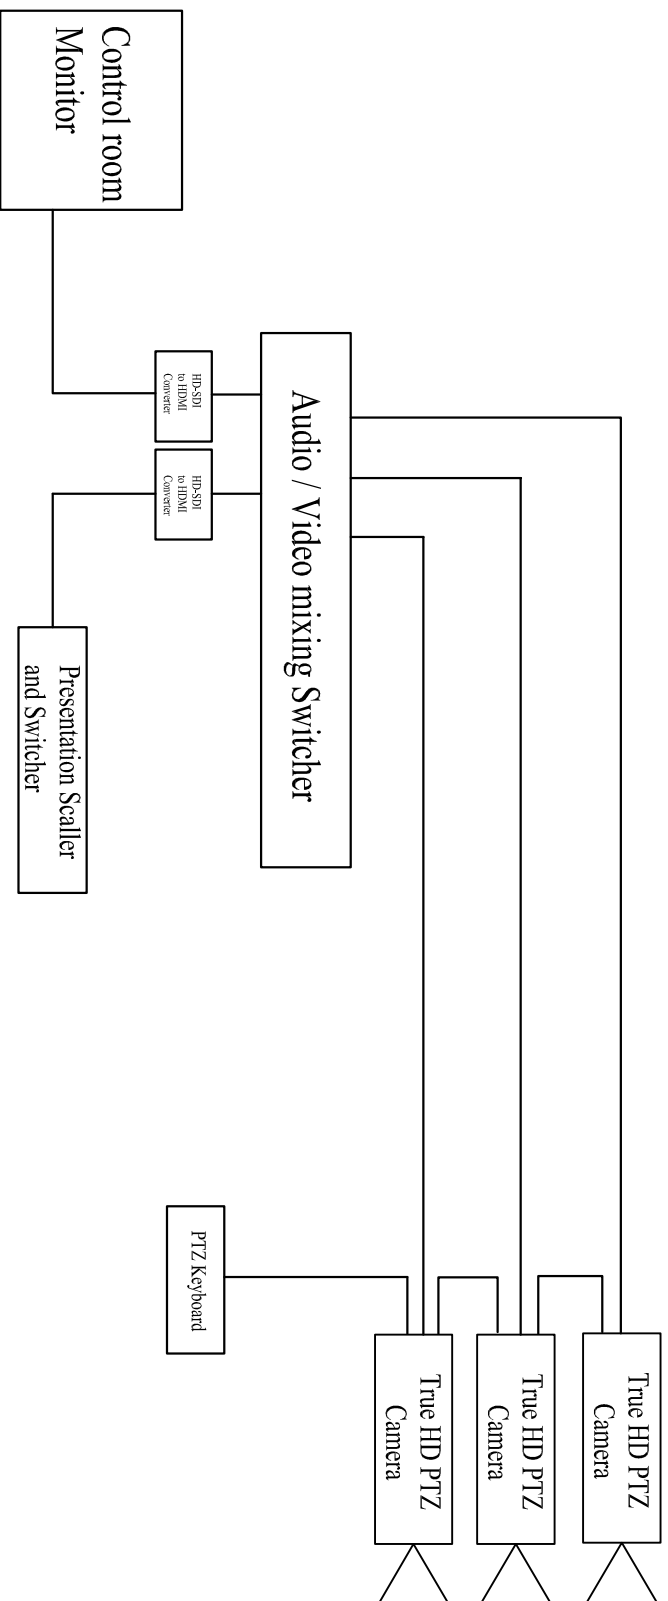 Control room
Monitor
HD-SDI
to HDMI
Converter
HD-SDI
to HDMI
Converter
Audio / Video mixing Switcher
Presentation Scaller
and Switcher
PTZ Keyboard
True HD PTZ
Camera
True HD PTZ
Camera
True HD PTZ
Camera